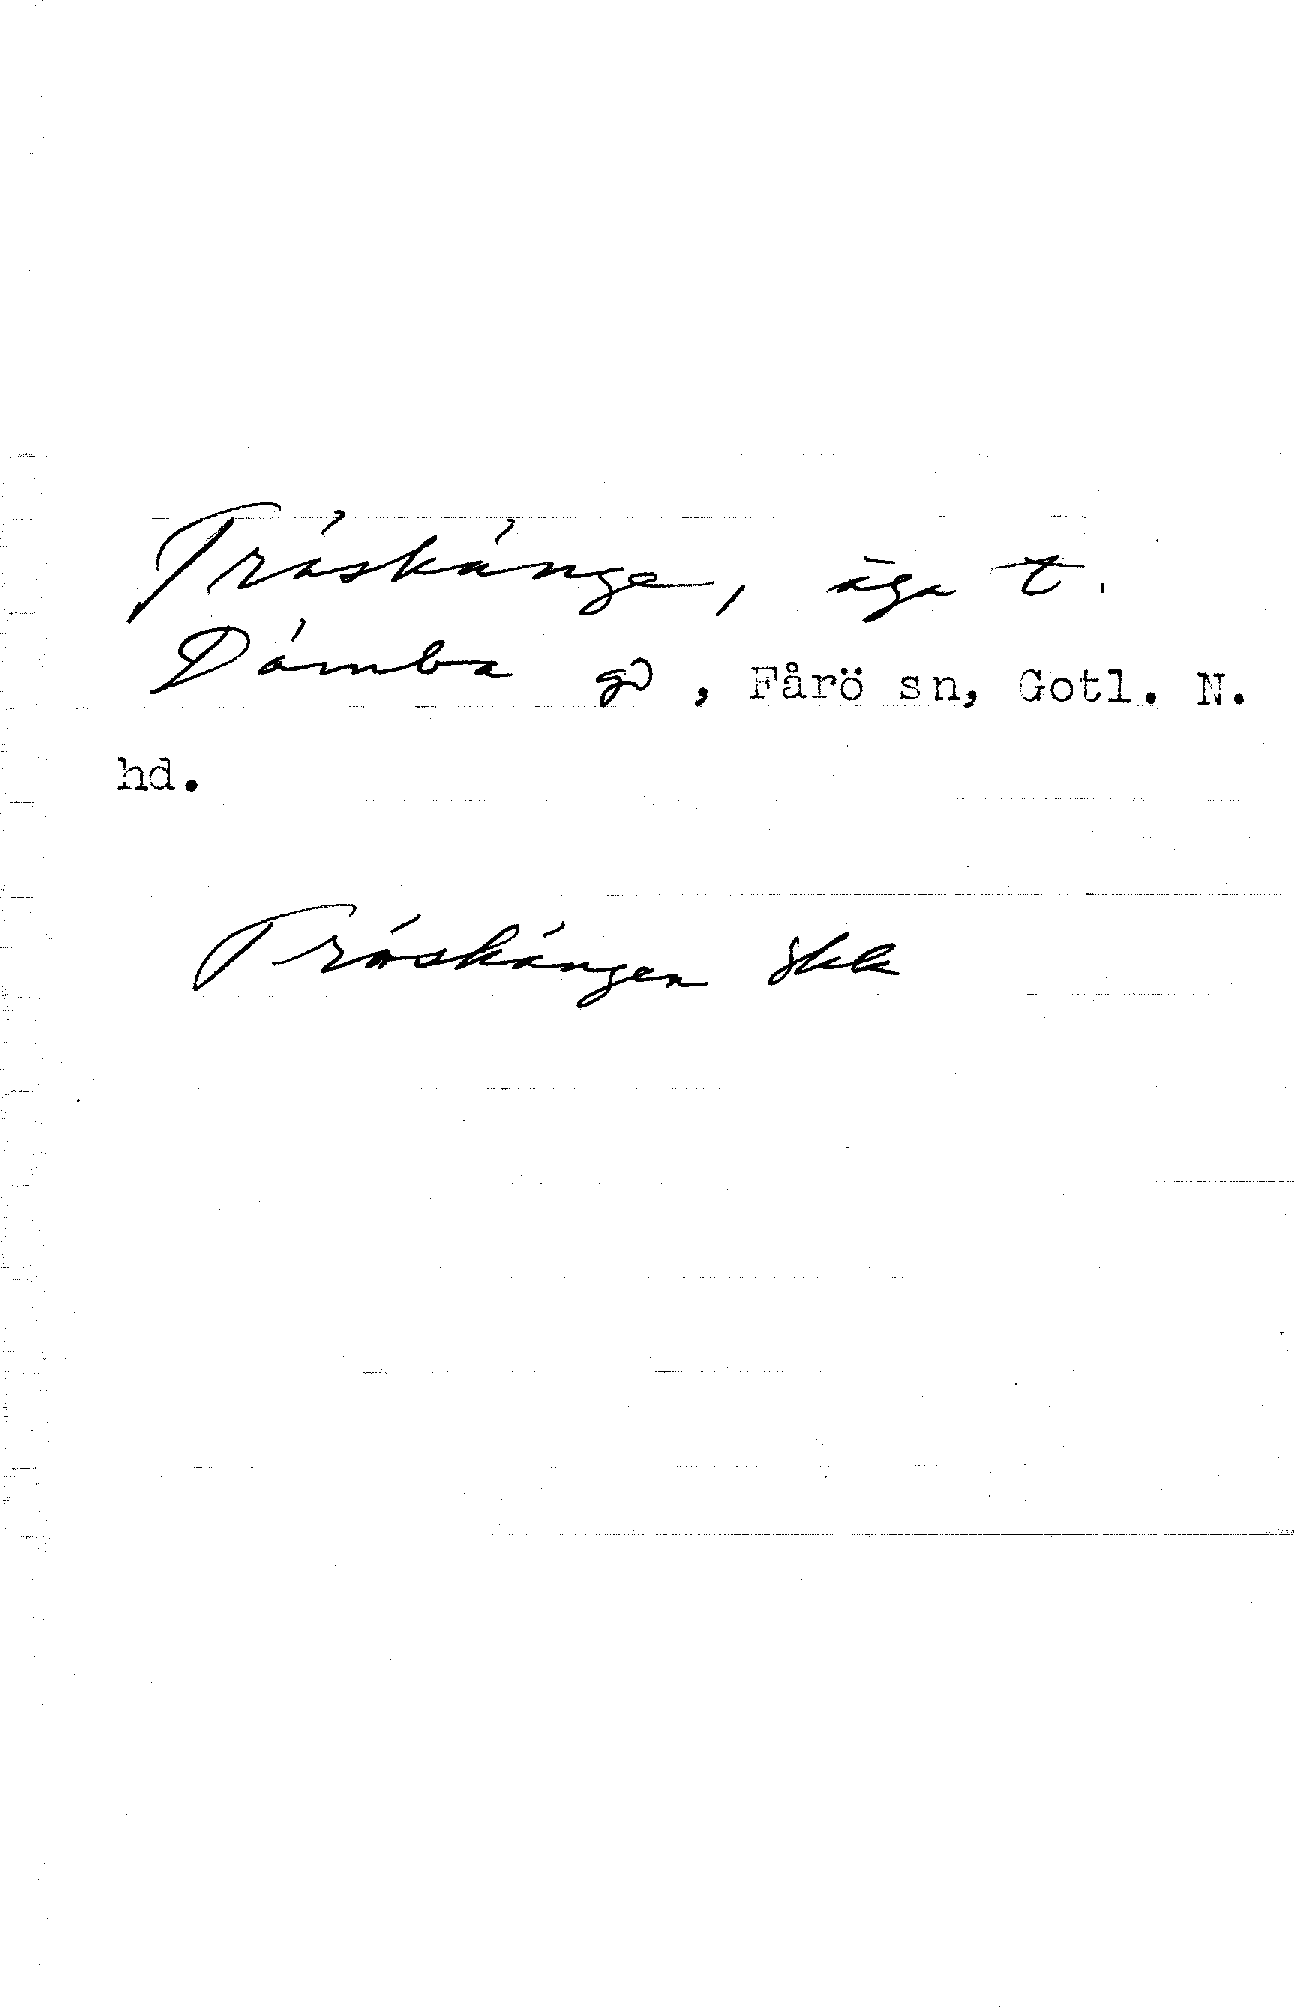 Träskänge, äga t.
Dämba gd, Fårö sn, Gotl. N.
hd.
Träskängen